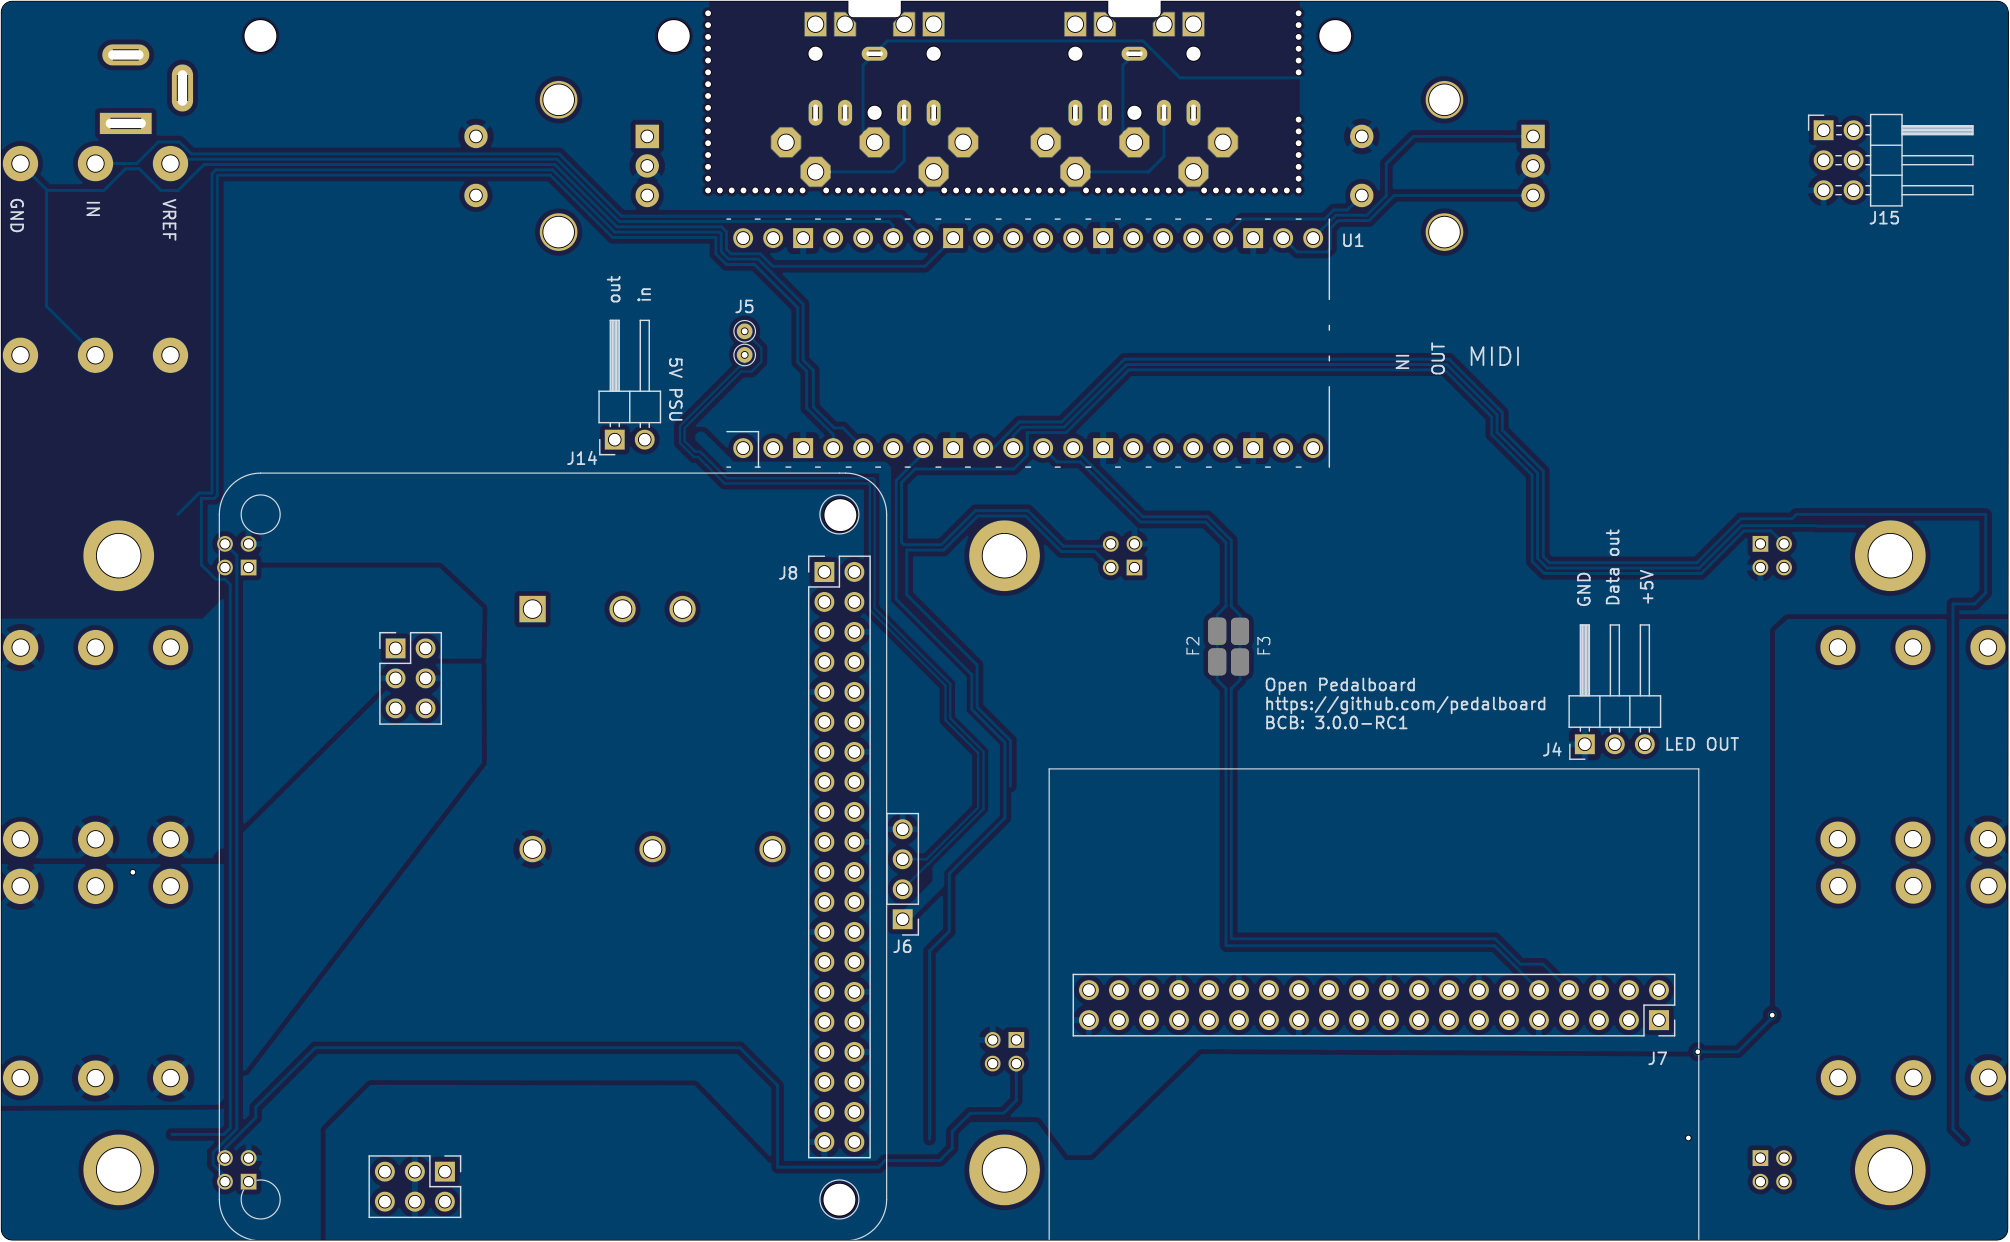 GND
IN
VREF
J15
U1
out
in
J5
5V PSU
J14
IN
OUT
MIDI
J8
GND
Data out
+5V
F2
F3
Open Pedalboard
https://github.com/pedalboard
BCB: 3.0.0-RC1
J4
LED OUT
J6
J7